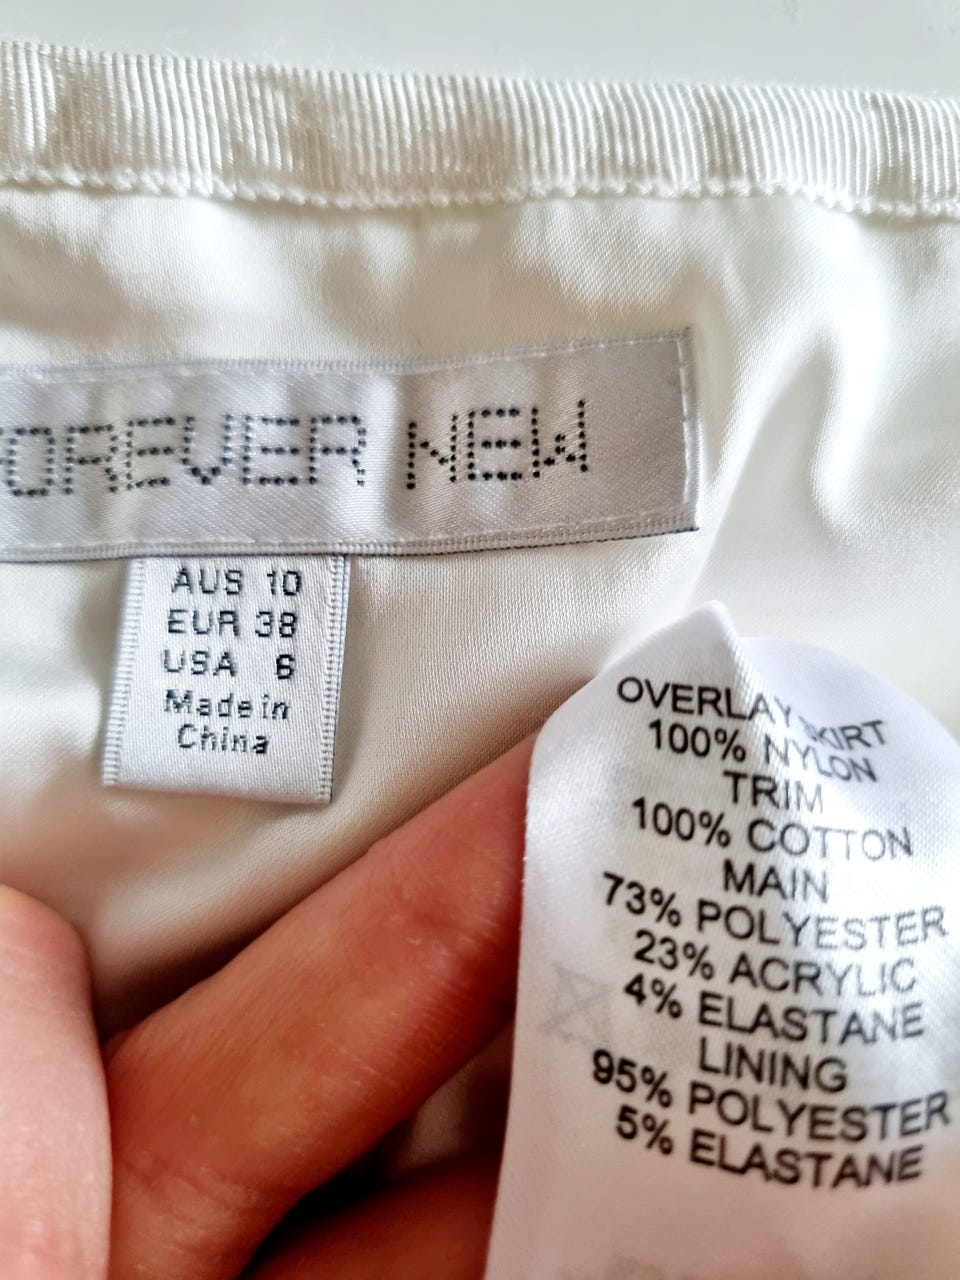 FOREVER NEW
AUS 10
EUR 38
USA 6
Made in
China
OVERLAY SKIRT
100% NYLON
TRIM
100% COTTON
MAIN
73% POLYESTER
23% ACRYLIC
4% ELASTANE
LINING
95% POLYESTER
5% ELASTANE